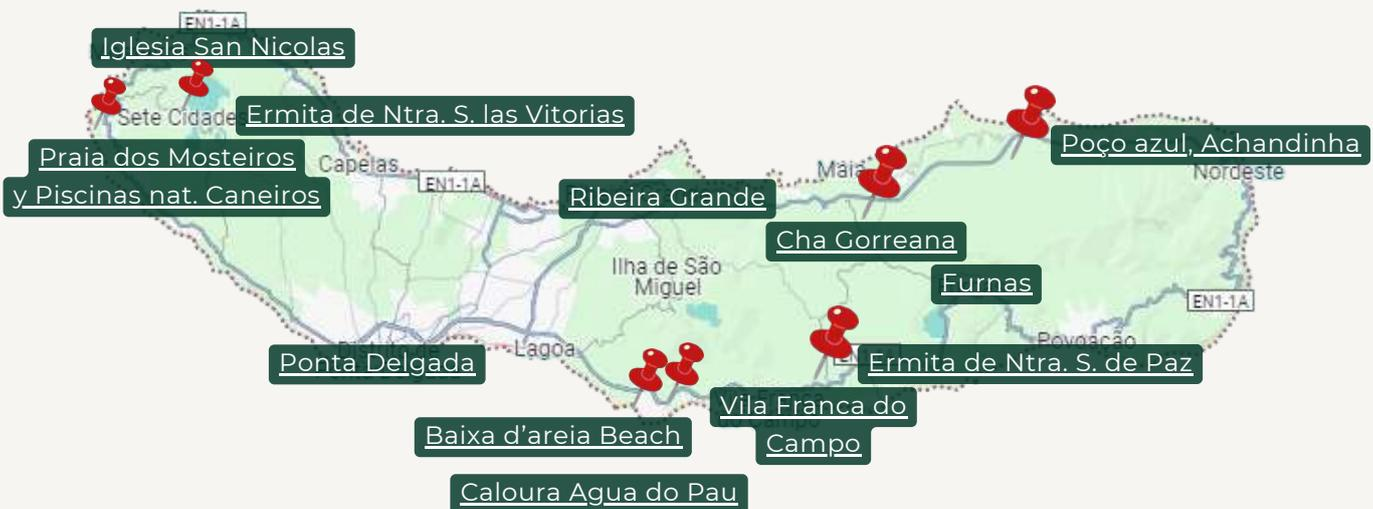 EN1-1A
Iglesia San Nicolas
Sete Cidades
Ermita de Ntra. S. las Vitorias
Praia dos Mosteiros
y Piscinas nat. Caneiros
Capelas
EN1-1A
Ribeira Grande
Maia
Poço azul, Achandinha
Nordeste
Cha Gorreana
Ilha de São
Miguel
Furnas
EN1-1A
Povoação
Ponta Delgada
Lagoa
Ermita de Ntra. S. de Paz
Vila Franca do
Campo
Baixa d’areia Beach
Caloura Agua do Pau